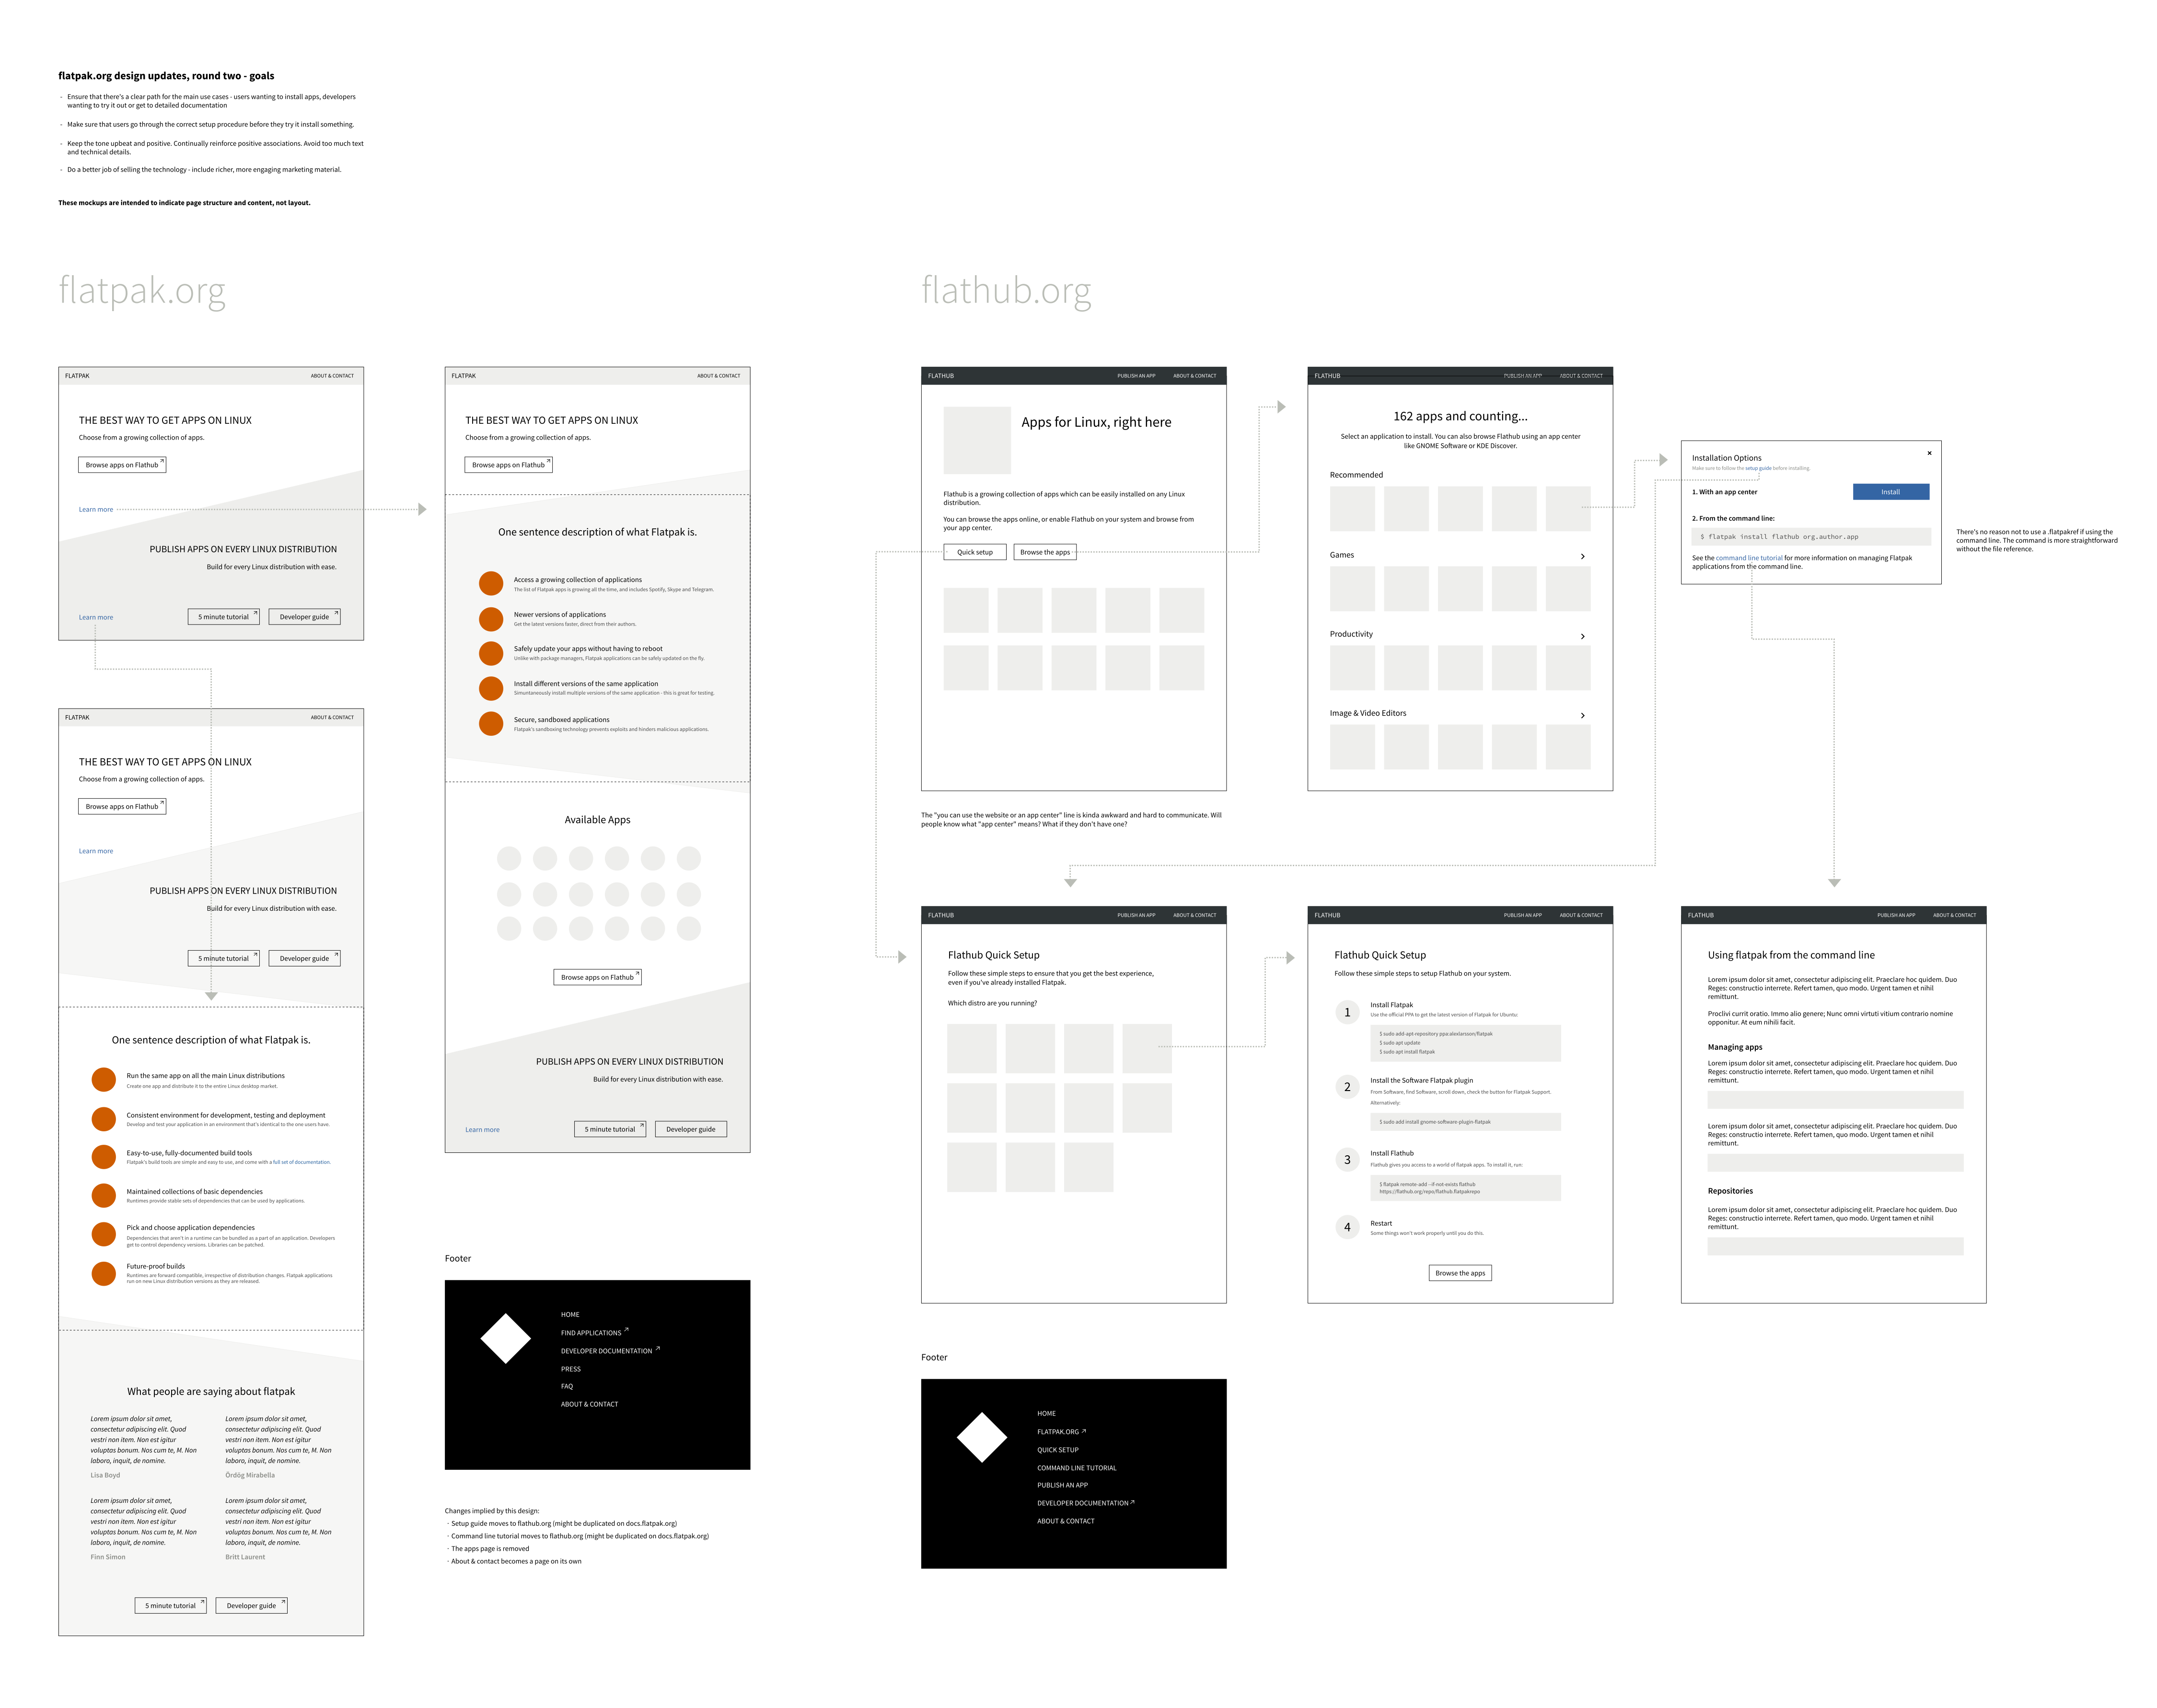 flatpak.org design updates, round two - goals
- Ensure that there's a clear path for the main use cases - users wanting to install apps, developers
wanting to try it out or get to detailed documentation
- Make sure that users go through the correct setup procedure before they try it install something.
- Keep the tone upbeat and positive. Continually reinforce positive associations. Avoid too much text
and technical details.
- Do a better job of selling the technology - include richer, more engaging marketing material.
These mockups are intended to indicate page structure and content, not layout.
flatpak.org
FLATPAK
ABOUT & CONTACT
THE BEST WAY TO GET APPS ON LINUX
Choose from a growing collection of apps.
Browse apps on Flathub
Learn more
PUBLISH APPS ON EVERY LINUX DISTRIBUTION
Build for every Linux distribution with ease.
Learn more
5 minute tutorial
Developer guide
FLATPAK
ABOUT & CONTACT
THE BEST WAY TO GET APPS ON LINUX
Choose from a growing collection of apps.
Browse apps on Flathub
Learn more
PUBLISH APPS ON EVERY LINUX DISTRIBUTION
Build for every Linux distribution with ease.
5 minute tutorial
Developer guide
One sentence description of what Flatpak is.
Run the same app on all the main Linux distributions
Create one app and distribute it to the entire Linux desktop market.
Consistent environment for development, testing and deployment
Develop and test your application in an environment that's identical to the one users have.
Easy-to-use, fully-documented build tools
Flatpak's build tools are simple and easy to use, and come with a full set of documentation.
Maintained collections of basic dependencies
Runtimes provide stable sets of dependencies that can be used by applications.
Pick and choose application dependencies
Dependencies that aren't in a runtime can be bundled as a part of an application. Developers
get to control dependency versions. Libraries can be patched.
Future-proof builds
Runtimes are forward compatible, irrespective of distribution changes. Flatpak applications
run on new Linux distribution versions as they are released.
What people are saying about flatpak
Lorem ipsum dolor sit amet,
consectetur adipiscing elit. Quod
vestri non item. Non est igitur
voluptas bonum. Nos cum te, M. Non
laboro, inquit, de nomine.
Lisa Boyd
Lorem ipsum dolor sit amet,
consectetur adipiscing elit. Quod
vestri non item. Non est igitur
voluptas bonum. Nos cum te, M. Non
laboro, inquit, de nomine.
Ördög Mirabella
Lorem ipsum dolor sit amet,
consectetur adipiscing elit. Quod
vestri non item. Non est igitur
voluptas bonum. Nos cum te, M. Non
laboro, inquit, de nomine.
Finn Simon
Lorem ipsum dolor sit amet,
consectetur adipiscing elit. Quod
vestri non item. Non est igitur
voluptas bonum. Nos cum te, M. Non
laboro, inquit, de nomine.
Britt Laurent
5 minute tutorial
Developer guide
FLATPAK
ABOUT & CONTACT
THE BEST WAY TO GET APPS ON LINUX
Choose from a growing collection of apps.
Browse apps on Flathub
One sentence description of what Flatpak is.
Access a growing collection of applications
The list of Flatpak apps is growing all the time, and includes Spotify, Skype and Telegram.
Newer versions of applications
Get the latest versions faster, direct from their authors.
Safely update your apps without having to reboot
Unlike with package managers, Flatpak applications can be safely updated on the fly.
Install different versions of the same application
Simuntaneously install multiple versions of the same application - this is great for testing.
Secure, sandboxed applications
Flatpak's sandboxing technology prevents exploits and hinders malicious applications.
Available Apps
Browse apps on Flathub
PUBLISH APPS ON EVERY LINUX DISTRIBUTION
Build for every Linux distribution with ease.
Learn more
5 minute tutorial
Developer guide
Footer
HOME
FIND APPLICATIONS
DEVELOPER DOCUMENTATION
PRESS
FAQ
ABOUT & CONTACT
Changes implied by this design:
- Setup guide moves to flathub.org (might be duplicated on docs.flatpak.org)
- Command line tutorial moves to flathub.org (might be duplicated on docs.flatpak.org)
- The apps page is removed
- About & contact becomes a page on its own
flathub.org
FLATHUB
PUBLISH AN APP
ABOUT & CONTACT
Apps for Linux, right here
Flathub is a growing collection of apps which can be easily installed on any Linux
distribution.
You can browse the apps online, or enable Flathub on your system and browse from
your app center.
Quick setup
Browse the apps
The "you can use the website or an app center" line is kinda awkward and hard to communicate. Will
people know what "app center" means? What if they don't have one?
FLATHUB
PUBLISH AN APP
ABOUT & CONTACT
162 apps and counting...
Select an application to install. You can also browse Flathub using an app center
like GNOME Software or KDE Discover.
Recommended
Games
Productivity
Image & Video Editors
Installation Options
Make sure to follow the setup guide before installing.
1. With an app center
Install
2. From the command line:
$ flatpak install flathub org.author.app
See the command line tutorial for more information on managing Flatpak
applications from the command line.
There's no reason not to use a .flatpakref if using the
command line. The command is more straightforward
without the file reference.
FLATHUB
PUBLISH AN APP
ABOUT & CONTACT
Flathub Quick Setup
Follow these simple steps to ensure that you get the best experience,
even if you've already installed Flatpak.
Which distro are you running?
FLATHUB
PUBLISH AN APP
ABOUT & CONTACT
Flathub Quick Setup
Follow these simple steps to setup Flathub on your system.
1
Install Flatpak
Use the official PPA to get the latest version of Flatpak for Ubuntu:
$ sudo add-apt-repository ppa:alexlarsson/flatpak
$ sudo apt update
$ sudo apt install flatpak
2
Install the Software Flatpak plugin
From Software, find Software, scroll down, check the button for Flatpak Support.
Alternatively:
$ sudo add install gnome-software-plugin-flatpak
3
Install Flathub
Flathub gives you access to a world of flatpak apps. To install it, run:
$ flatpak remote-add --if-not-exists flathub
https://flathub.org/repo/flathub.flatpakrepo
4
Restart
Some things won't work properly until you do this.
Browse the apps
FLATHUB
PUBLISH AN APP
ABOUT & CONTACT
Using flatpak from the command line
Lorem ipsum dolor sit amet, consectetur adipiscing elit. Praeclare hoc quidem. Duo
Reges: constructio interrete. Refert tamen, quo modo. Urgent tamen et nihil
remittunt.
Proclivi currit oratio. Immo alio genere; Nunc omni virtuti vitium contrario nomine
opponitur. At eum nihili facit.
Managing apps
Lorem ipsum dolor sit amet, consectetur adipiscing elit. Praeclare hoc quidem. Duo
Reges: constructio interrete. Refert tamen, quo modo. Urgent tamen et nihil
remittunt.
Lorem ipsum dolor sit amet, consectetur adipiscing elit. Praeclare hoc quidem. Duo
Reges: constructio interrete. Refert tamen, quo modo. Urgent tamen et nihil
remittunt.
Repositories
Lorem ipsum dolor sit amet, consectetur adipiscing elit. Praeclare hoc quidem. Duo
Reges: constructio interrete. Refert tamen, quo modo. Urgent tamen et nihil
remittunt.
Footer
HOME
FLATPAK.ORG
QUICK SETUP
COMMAND LINE TUTORIAL
PUBLISH AN APP
DEVELOPER DOCUMENTATION
ABOUT & CONTACT